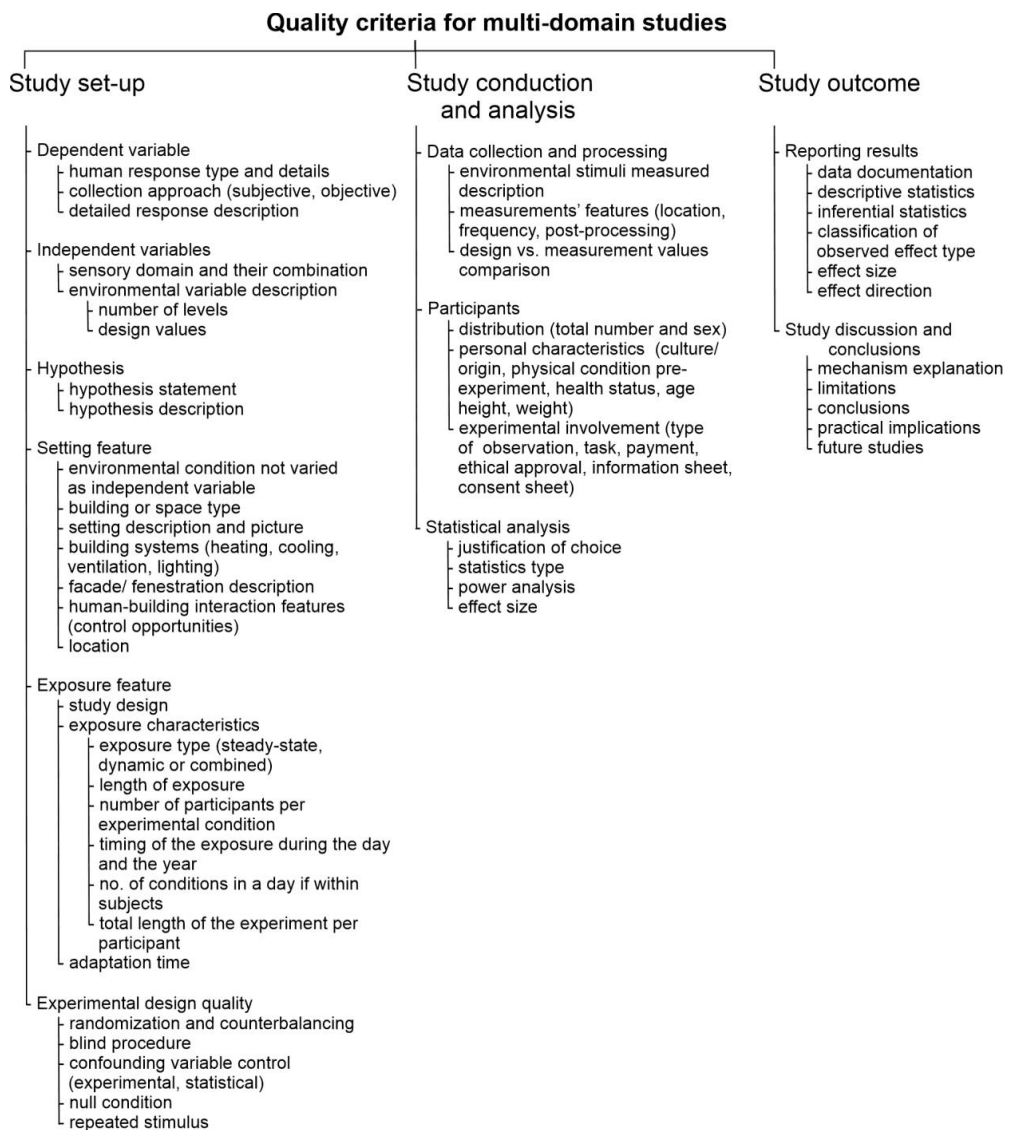 Quality criteria for multi-domain studies
Study set-up
Dependent variable
human response type and details
collection approach (subjective, objective)
detailed response description
Independent variables
sensory domain and their combination
environmental variable description
number of levels
design values
Hypothesis
hypothesis statement
hypothesis description
Setting feature
environmental condition not varied
as independent variable
building or space type
setting description and picture
building systems (heating, cooling,
ventilation, lighting)
facade/ fenestration description
human-building interaction features
(control opportunities)
location
Exposure feature
study design
exposure characteristics
exposure type (steady-state,
dynamic or combined)
length of exposure
number of participants per
experimental condition
timing of the exposure during the day
and the year
no. of conditions in a day if within
subjects
total length of the experiment per
participant
adaptation time
Experimental design quality
randomization and counterbalancing
blind procedure
confounding variable control
(experimental, statistical)
null condition
repeated stimulus
Study conduction
and analysis
Data collection and processing
environmental stimuli measured
description
measurements' features (location,
frequency, post-processing)
design vs. measurement values
comparison
Participants
distribution (total number and sex)
personal characteristics (culture/
origin, physical condition pre-
experiment, health status, age
height, weight)
experimental involvement (type
of observation, task, payment,
ethical approval, information sheet,
consent sheet)
Statistical analysis
justification of choice
statistics type
power analysis
effect size
Study outcome
Reporting results
data documentation
descriptive statistics
inferential statistics
classification of
observed effect type
effect size
effect direction
Study discussion and
conclusions
mechanism explanation
limitations
conclusions
practical implications
future studies